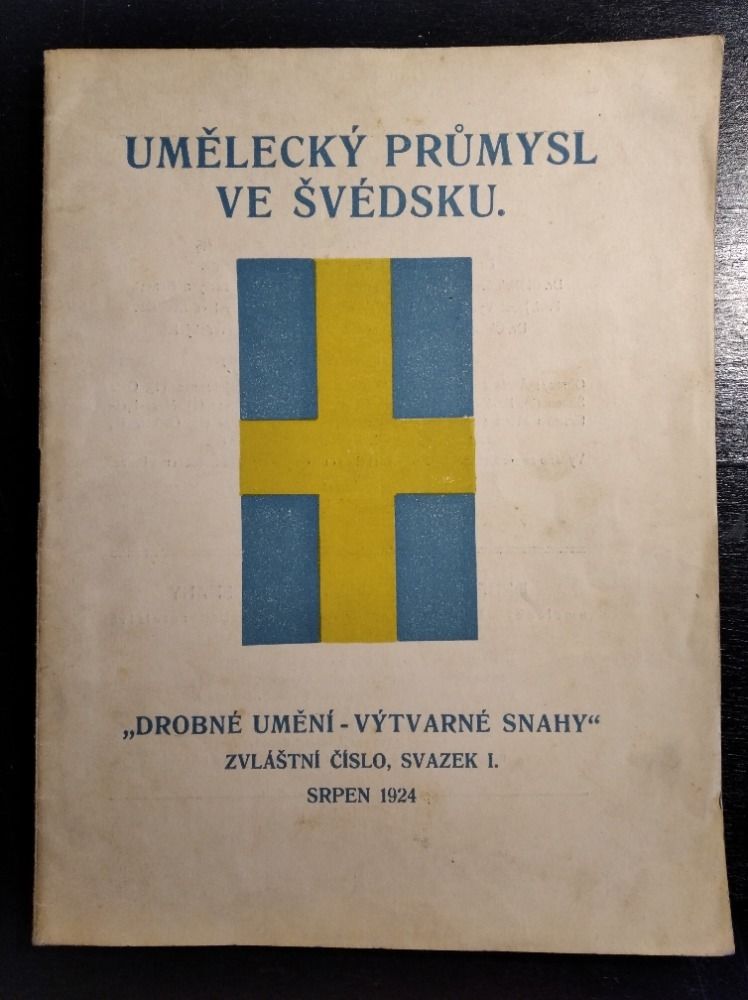 UMĚLECKÝ PRŮMYSL
VE ŠVÉDSKU.
„DROBNÉ UMĚNÍ - VÝTVARNÉ SNAHY“
ZVLÁŠTNÍ ČÍSLO, SVAZEK I.
SRPEN 1924